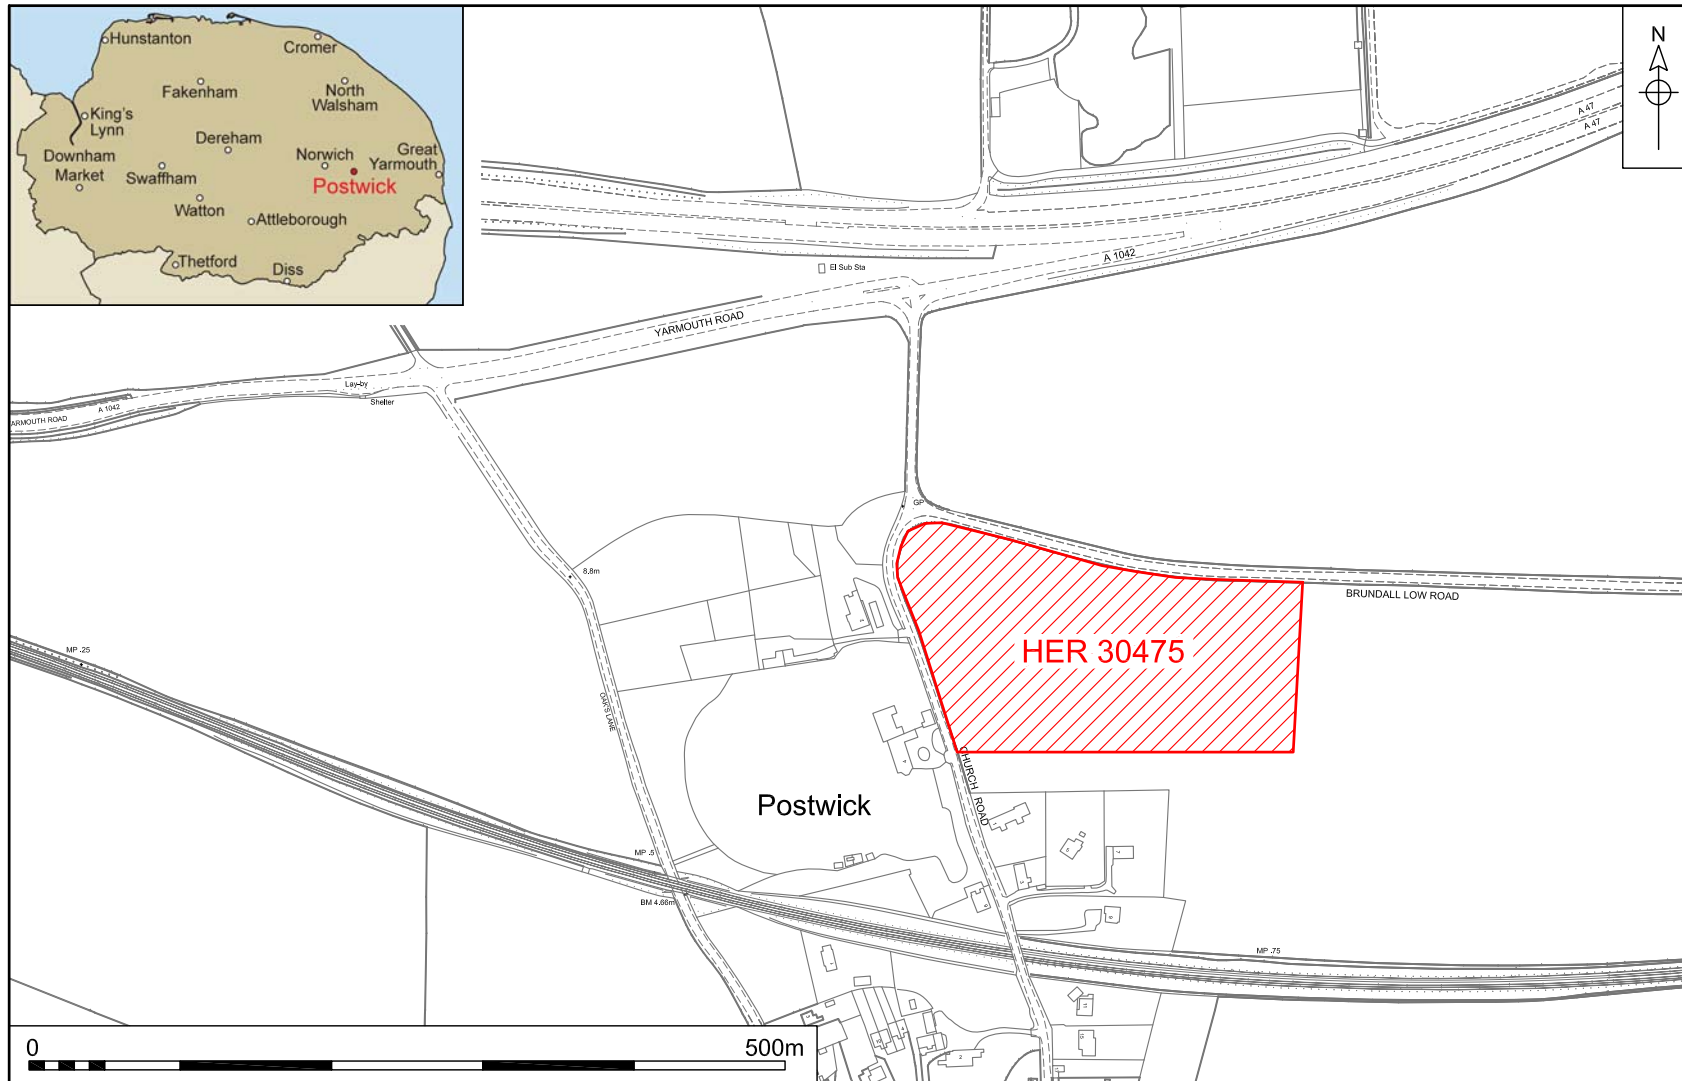 Hunstanton
Cromer
Fakenham
North
Walsham
King's
Lynn
Dereham
Downham
Market
Norwich
Great
Yarmouth
Swaffham
Postwick
Watton
Attleborough
Thetford
Diss
N
A 47
A 47
A 1042
El Sub Sta
YARMOUTH ROAD
Lay-by
Shelter
A 1042
ARMOUTH ROAD
GP
8.8m
BRUNDALL LOW ROAD
HER 30475
MP .25
OAK'S LANE
CHURCH ROAD
Postwick
MP .5
BM 4.66m
MP .75
0
500m